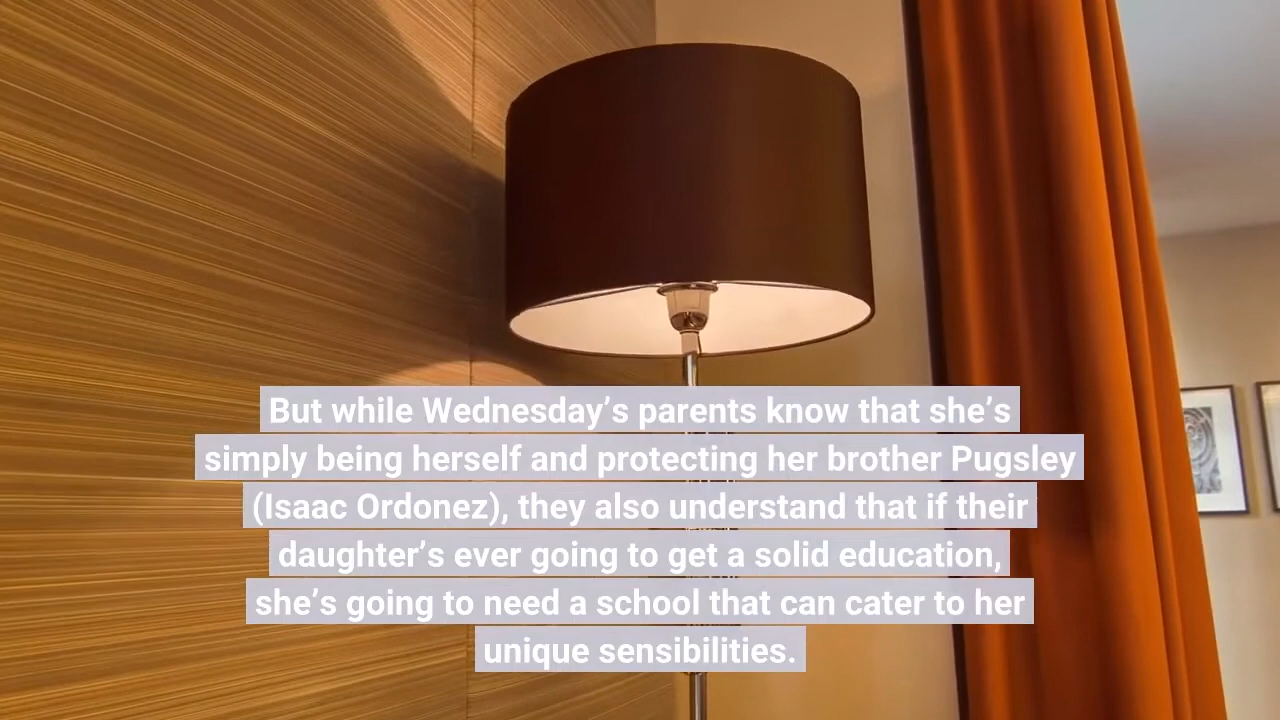 But while Wednesday’s parents know that she’s
simply being herself and protecting her brother Pugsley
(Isaac Ordonez), they also understand that if their
daughter’s ever going to get a solid education,
she’s going to need a school that can cater to her
unique sensibilities.